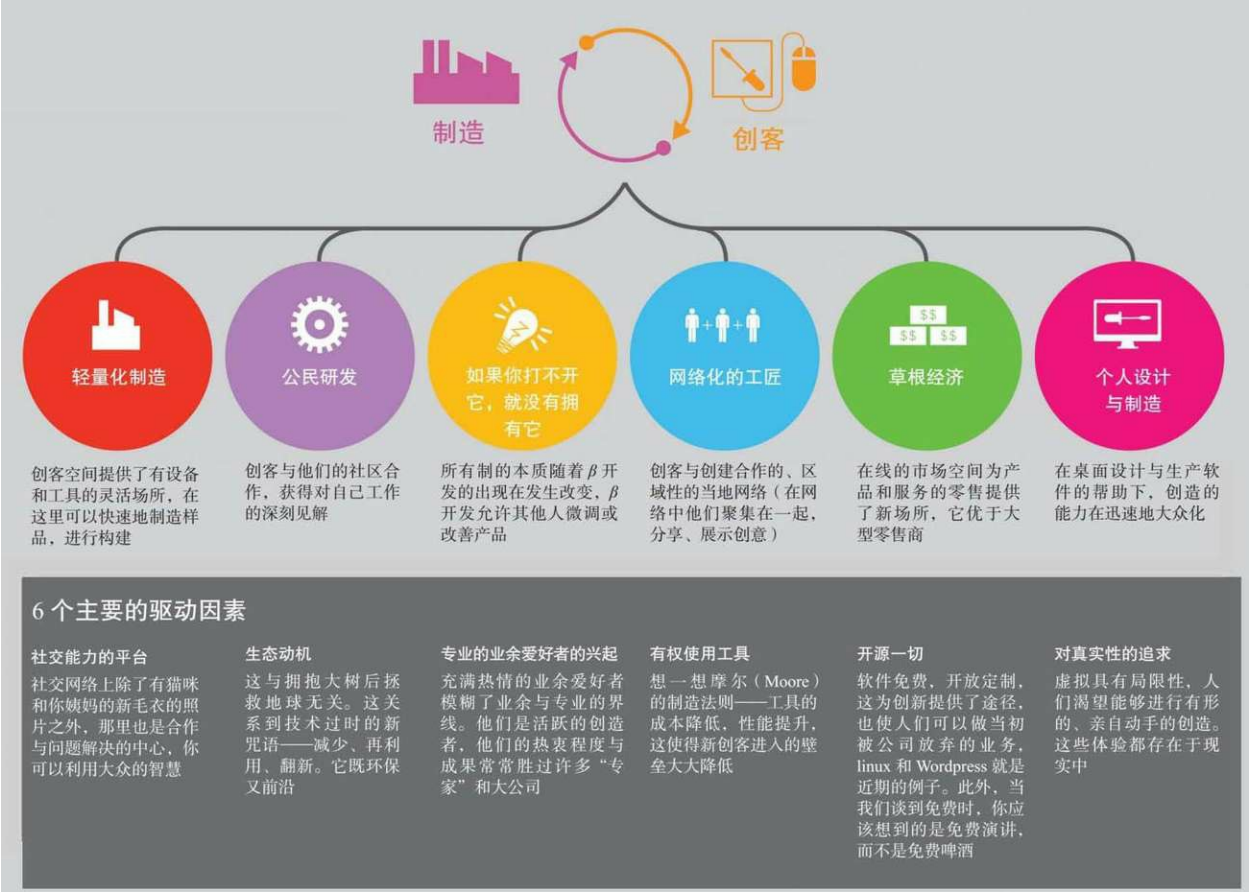 制造
创客
轻量化制造
创客空间提供了有设备
和工具的灵活场所，在
这里可以快速地制造样
品，进行构建
公民研发
创客与他们的社区合
作，获得对自己工作
的深刻见解
如果你打不开
它，就没有拥
有它
所有制的本质随着 β 开
发的出现在发生改变，β
开发允许其他人微调或
改善产品
网络化的工匠
创客与创建合作的、区
域性的当地网络（在网
络中他们聚集在一起，
分享、展示创意）
$$
$$ $$
草根经济
在线的市场空间为产
品和服务的零售提供
了新场所，它优于大
型零售商
个人设计
与制造
在桌面设计与生产软
件的帮助下，创造的
能力在迅速地大众化
6 个主要的驱动因素
社交能力的平台
社交网络上除了有猫咪
和你姨妈的新毛衣的照
片之外，那里也是合作
与问题解决的中心，你
可以利用大众的智慧
生态动机
这与拥抱大树后拯
救地球无关。这关
系到技术过时的新
咒语——减少、再利
用、翻新。它既环保
又前沿
专业的业余爱好者的兴起
充满热情的业余爱好者
模糊了业余与专业的界
线。他们是活跃的创造
者，他们的热衷程度与
成果常常胜过许多“专
家”和大公司
有权使用工具
想一想摩尔（Moore）
的制造法则——工具的
成本降低，性能提升，
这使得新创客进入的壁
垒大大降低
开源一切
软件免费，开放定制，
这为创新提供了途径，
也使人们可以做当初
被公司放弃的业务，
linux 和 Wordpress 就是
近期的例子。此外，当
我们谈到免费时，你应
该想到的是免费演讲，
而不是免费啤酒
对真实性的追求
虚拟具有局限性，人
们渴望能够进行有形
的、亲自动手的创造。
这些体验都存在于现
实中